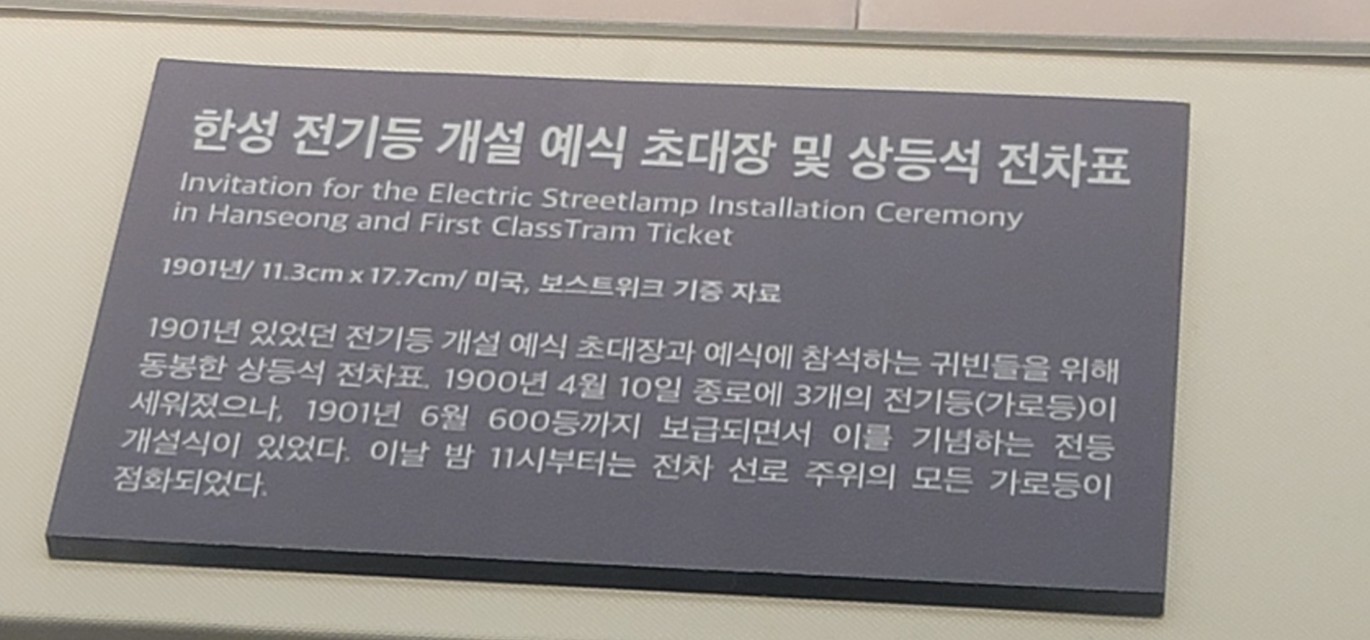 한성 전기등 개설 예식 초대장 및 상등석 전차표
Invitation for the Electric Streetlamp Installation Ceremony
in Hanseong and First ClassTram Ticket
1901년/ 11.3cm x 17.7cm/ 미국, 보스트위크 기증 자료
1901년 있었던 전기등 개설 예식 초대장과 예식에 참석하는 귀빈들을 위해
동봉한 상등석 전차표. 1900년 4월 10일 종로에 3개의 전기등(가로등)이
세워졌으나, 1901년 6월 600등까지 보급되면서 이를 기념하는 전등
개설식이 있었다. 이날 밤 11시부터는 전차 선로 주위의 모든 가로등이
점화되었다.